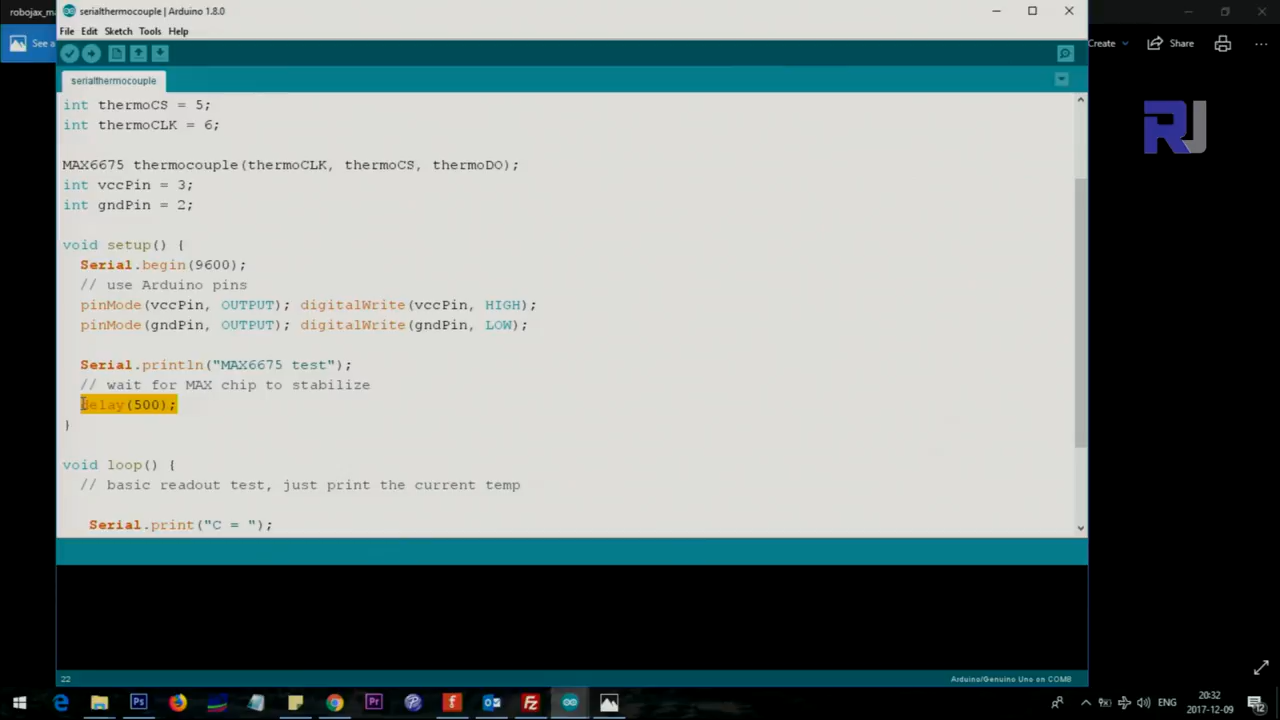 robojax_m
serialthermocouple | Arduino 1.8.0
File Edit Sketch Tools Help
See a
Create
Share
serialthermocouple
int thermoCS = 5;
int thermoCLK = 6;
MAX6675 thermocouple(thermoCLK, thermoCS, thermoDO);
int vccPin = 3;
int gndPin = 2;
void setup() {
Serial.begin(9600);
// use Arduino pins
pinMode(vccPin, OUTPUT); digitalWrite(vccPin, HIGH);
pinMode(gndPin, OUTPUT); digitalWrite(gndPin, LOW);
Serial.println("MAX6675 test");
// wait for MAX chip to stabilize
delay(500);
}
void loop() {
// basic readout test, just print the current temp
Serial.print("C = ");
22
Arduino/Genuino Uno on COM8
RJ
ENG
20:32
2017-12-09
12